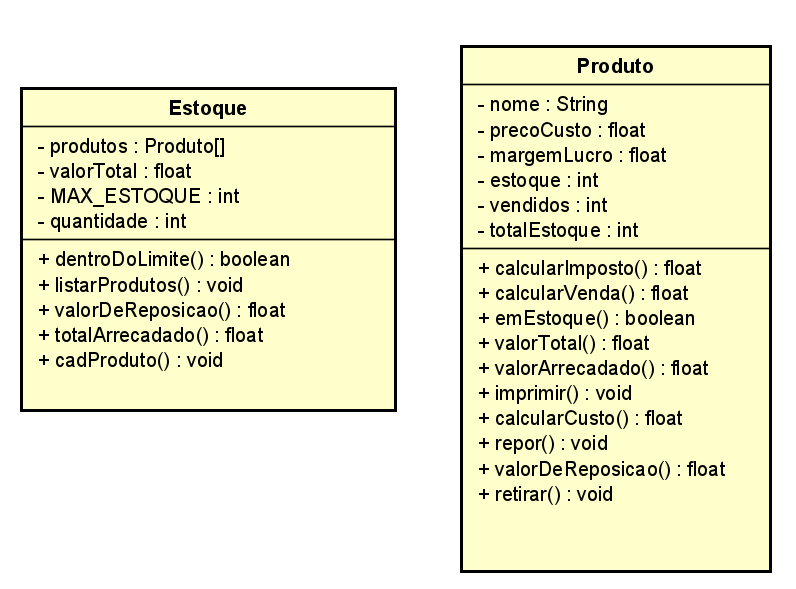 Estoque
- produtos : Produto[]
- valorTotal : float
- MAX_ESTOQUE : int
- quantidade : int
+ dentroDoLimite() : boolean
+ listarProdutos() : void
+ valorDeReposicao() : float
+ totalArrecadado() : float
+ cadProduto() : void
Produto
- nome : String
- precoCusto : float
- margemLucro : float
- estoque : int
- vendidos : int
- totalEstoque : int
+ calcularImposto() : float
+ calcularVenda() : float
+ emEstoque() : boolean
+ valorTotal() : float
+ valorArrecadado() : float
+ imprimir() : void
+ calcularCusto() : float
+ repor() : void
+ valorDeReposicao() : float
+ retirar() : void